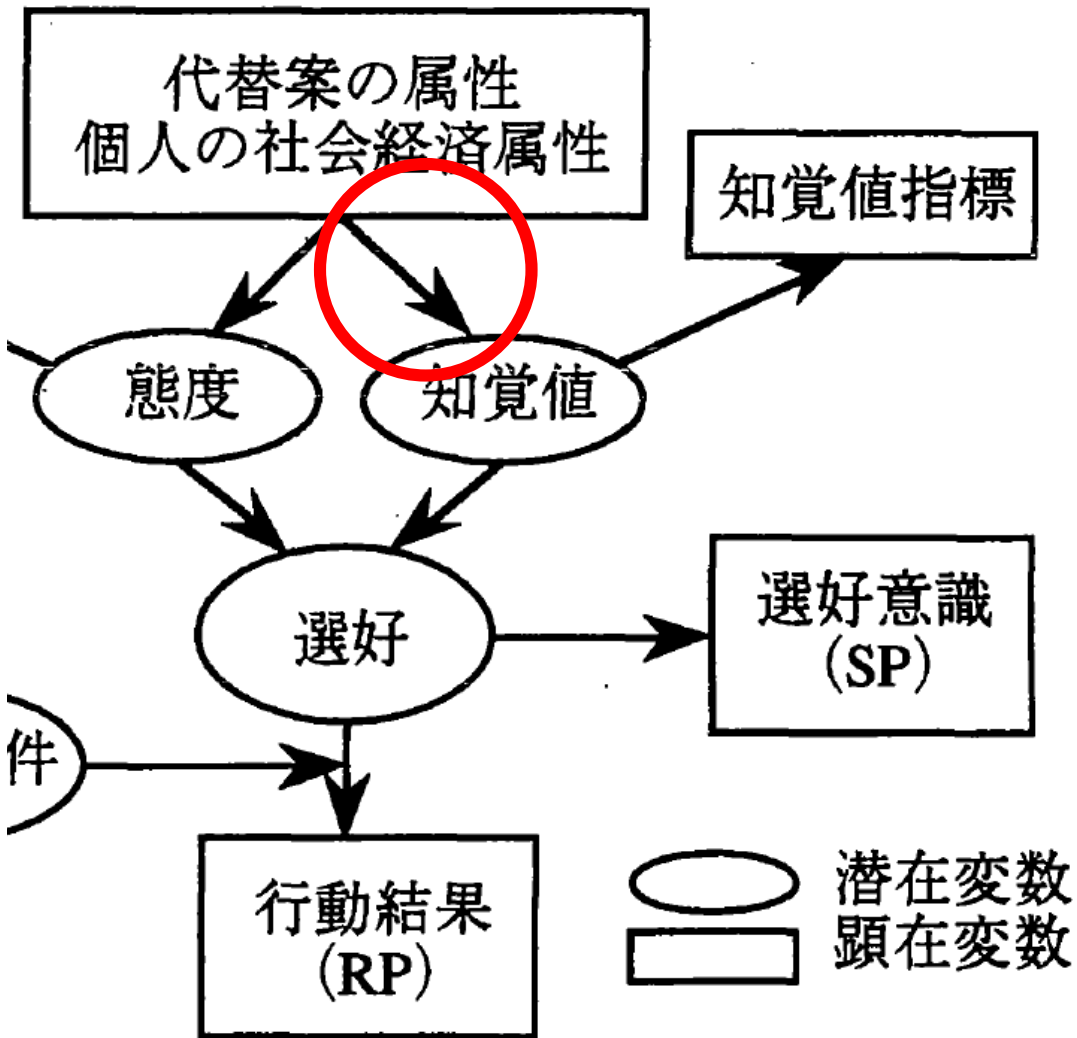 代替案の属性
個人の社会経済属性
知覚値指標
態度
知覚値
選好
選好意識
(SP)
件
行動結果
(RP)
潜在変数
顕在変数